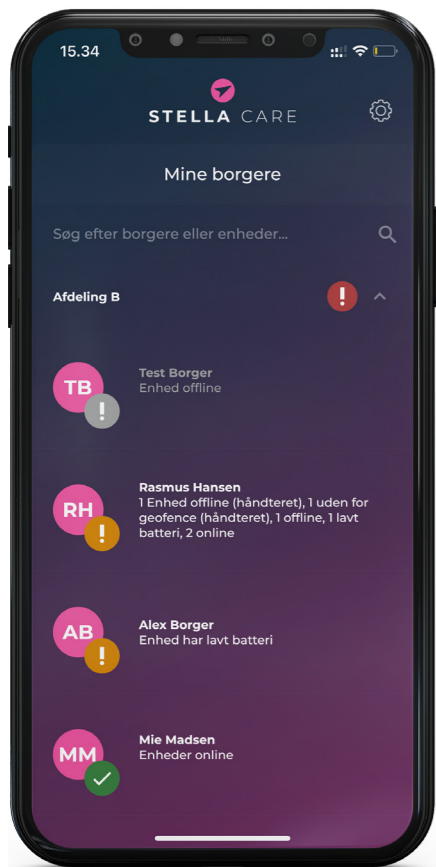 15.34
STELLA CARE
Mine borgere
Søg efter borgere eller enheder...
Afdeling B
TB
Test Borger
Enhed offline
RH
Rasmus Hansen
1 Enhed offline (håndteret), 1 uden for
geofence (håndteret), 1 offline, 1 lavt
batteri, 2 online
AB
Alex Borger
Enhed har lavt batteri
MM
Mie Madsen
Enheder online